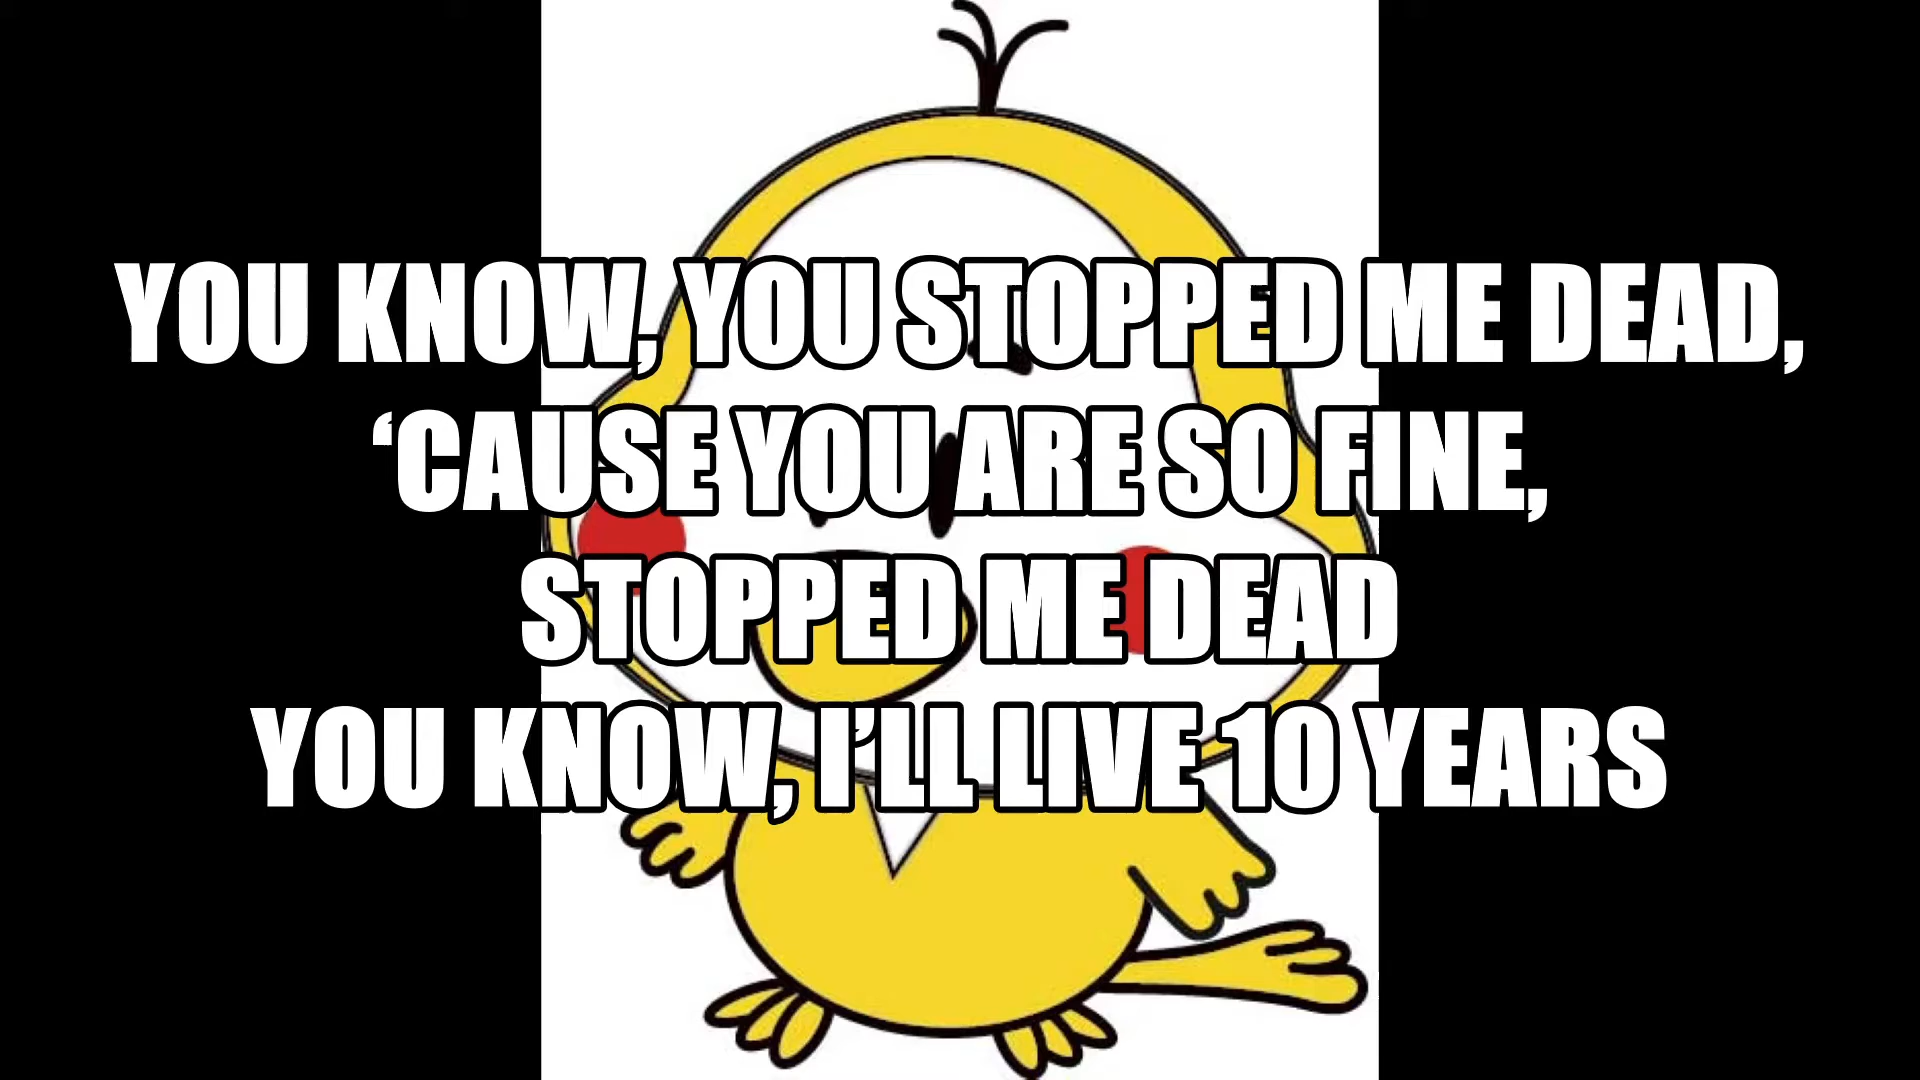 YOU KNOW, YOU STOPPED ME DEAD,
‘CAUSE YOU ARE SO FINE,
STOPPED ME DEAD
YOU KNOW, I’LL LIVE 10 YEARS